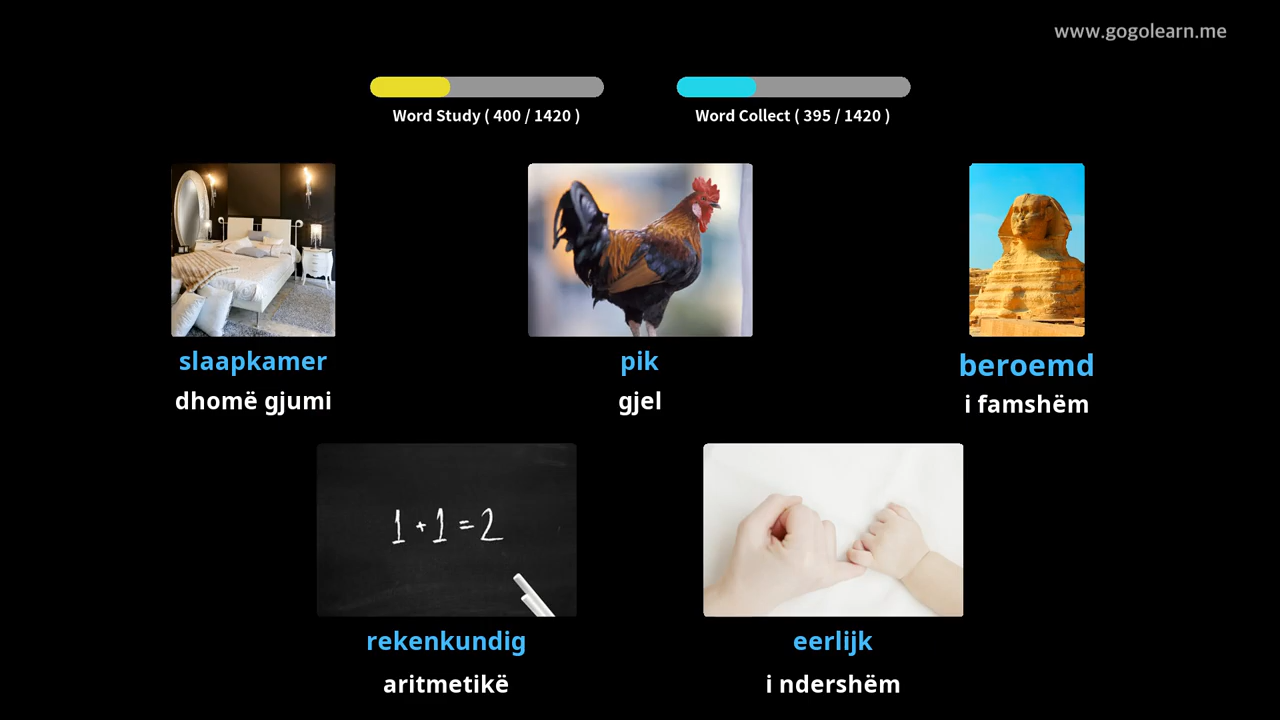 www.gogolearn.me
Word Study ( 400 / 1420 )
Word Collect ( 395 / 1420 )
slaapkamer
dhomë gjumi
pik
gjel
beroemd
i famshëm
1 + 1 = 2
rekenkundig
aritmetikë
eerlijk
i ndershëm